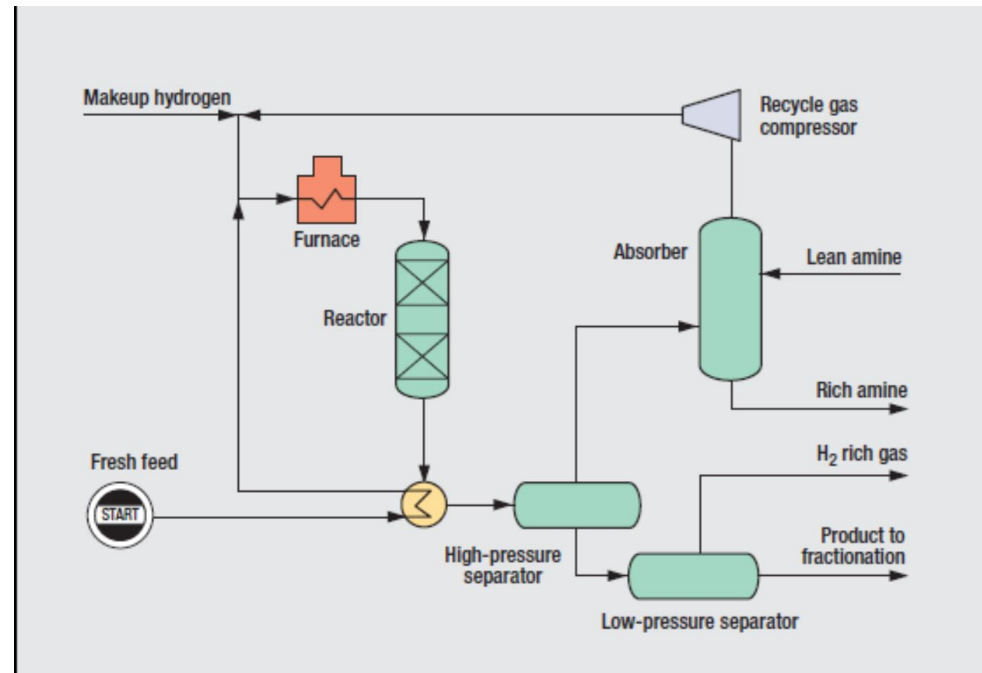 Makeup hydrogen
Recycle gas
compressor
Furnace
Absorber
Lean amine
Reactor
Rich amine
H₂ rich gas
Fresh feed
START
Product to
fractionation
High-pressure
separator
Low-pressure separator